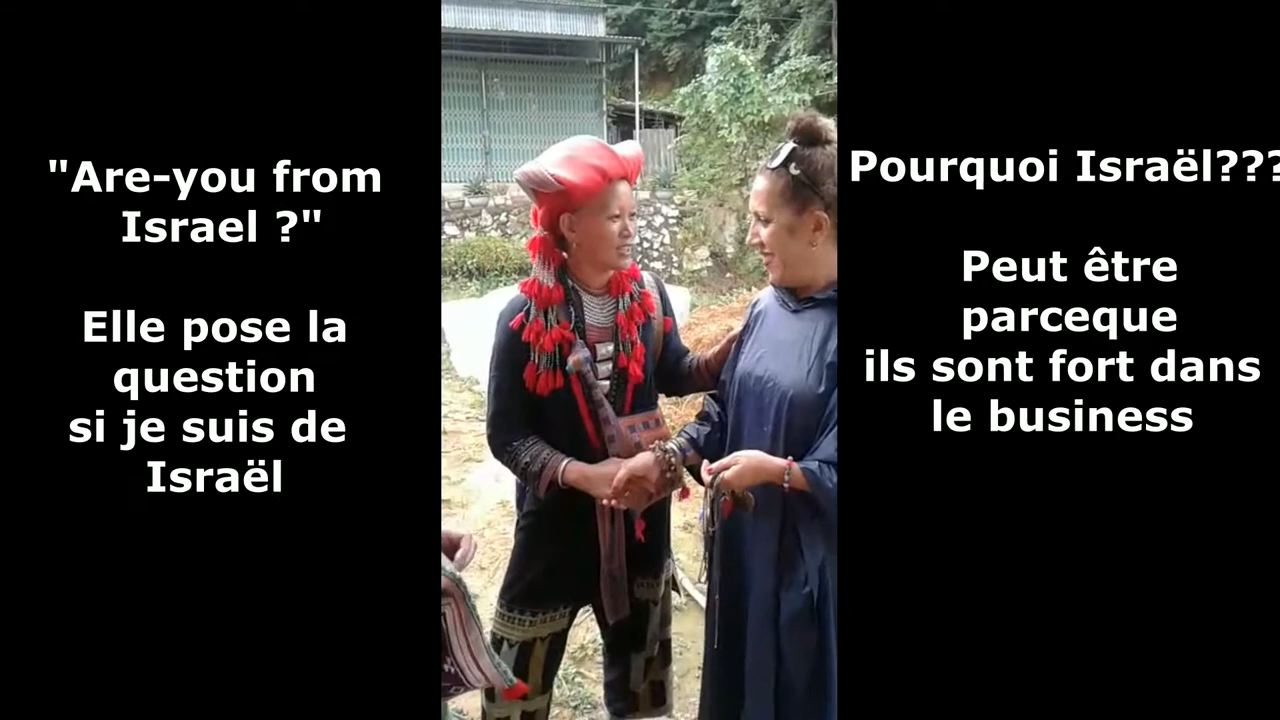 "Are-you from
Israel ?"
Elle pose la
question
si je suis de
Israël
Pourquoi Israël???
Peut être
parceque
ils sont fort dans
le business